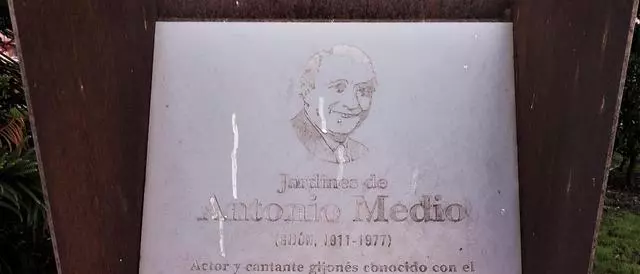 Jardines de
Antonio Medio
(GIJÓN, 1911-1977)
Actor y cantante gijonés conocido con el